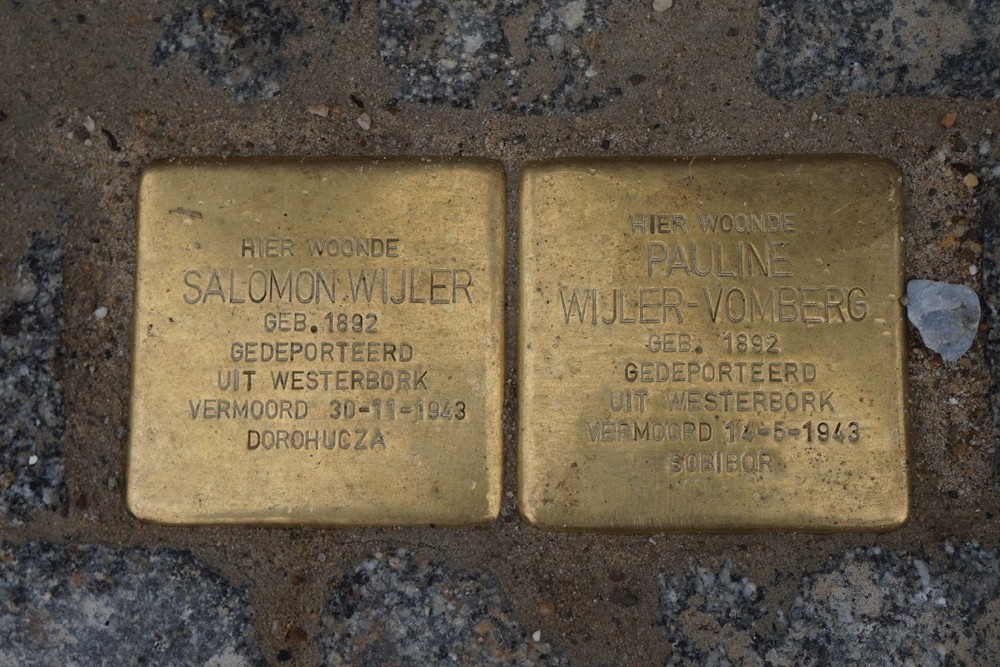 HIER WOONDE
SALOMON WIJLER
GEB. 1892
GEDEPORTEERD
UIT WESTERBORK
VERMOORD 30-11-1943
DOROHUCZA
HIER WOONDE
PAULINE
WIJLER-VOMBERG
GEB. 1892
GEDEPORTEERD
UIT WESTERBORK
VERMOORD 14-5-1943
SOBIBOR